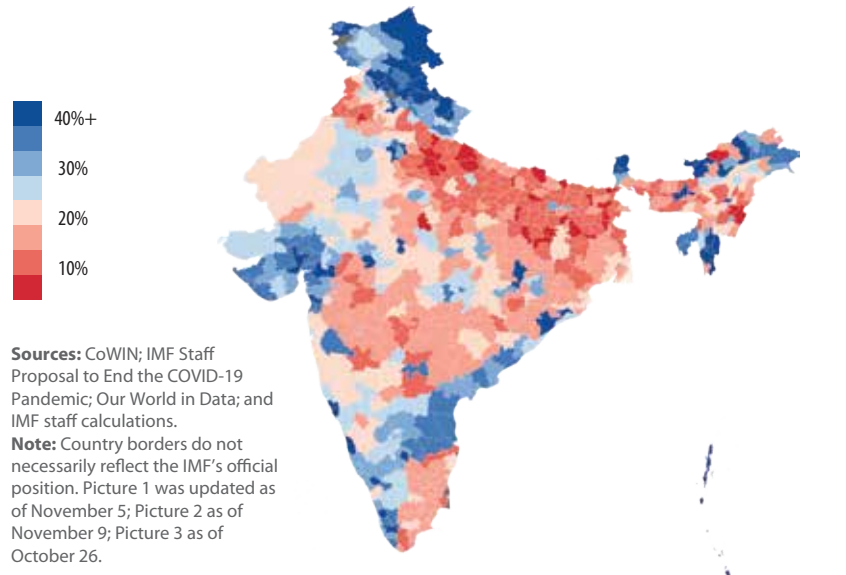 40%+
30%
20%
10%
Sources: CoWIN; IMF Staff
Proposal to End the COVID-19
Pandemic; Our World in Data; and
IMF staff calculations.
Note: Country borders do not
necessarily reflect the IMF’s official
position. Picture 1 was updated as
of November 5; Picture 2 as of
November 9; Picture 3 as of
October 26.